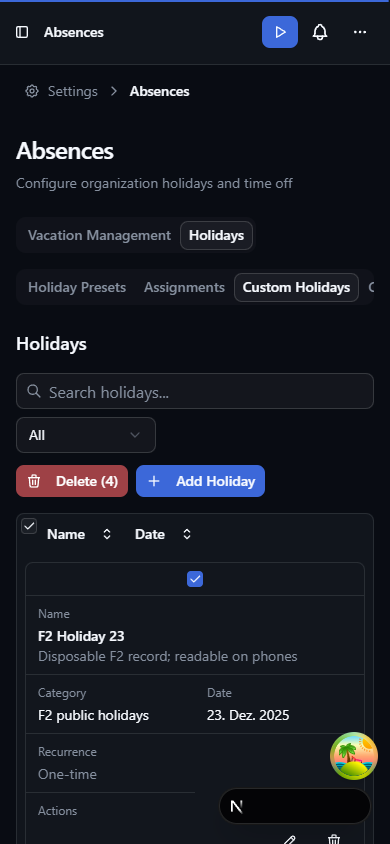 Absences
Settings > Absences
Absences
Configure organization holidays and time off
Vacation Management Holidays
Holiday Presets Assignments Custom Holidays
Holidays
Search holidays...
All
Delete (4) + Add Holiday
Name Date
Name
F2 Holiday 23
Disposable F2 record; readable on phones
Category Date
F2 public holidays 23. Dez. 2025
Recurrence
One-time
Actions
N